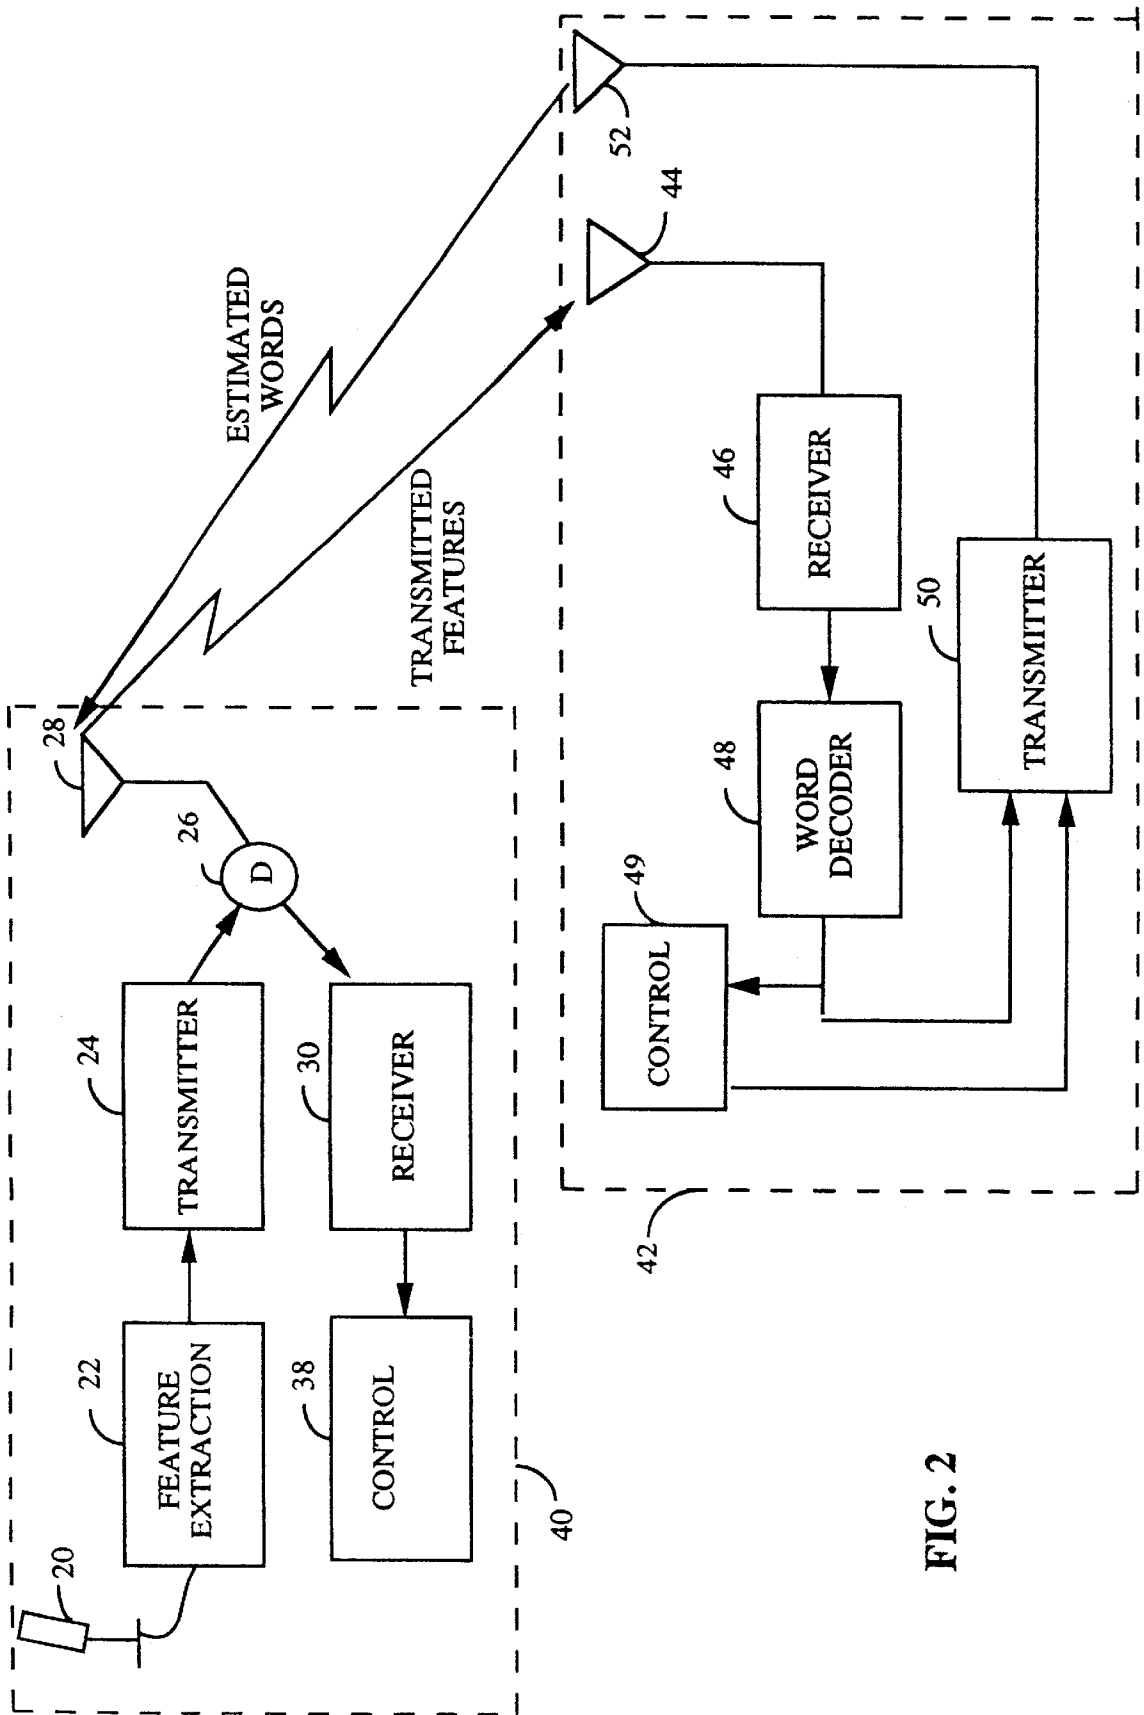 20
22
FEATURE
EXTRACTION
24
TRANSMITTER
26
D
28
38
CONTROL
30
RECEIVER
40
ESTIMATED
WORDS
TRANSMITTED
FEATURES
42
49
CONTROL
48
WORD
DECODER
46
RECEIVER
44
52
50
TRANSMITTER
FIG. 2